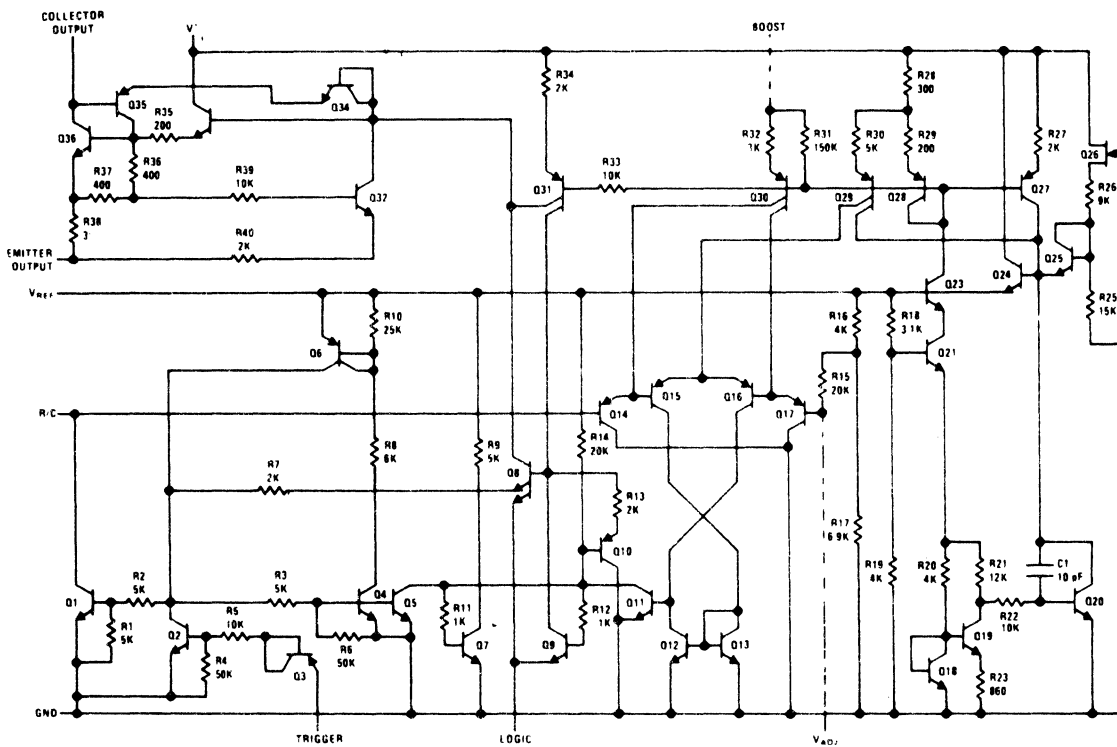 COLLECTOR
OUTPUT
BOOST
R34
2K
R28
300
Q35
R35
200
Q34
Q36
R32
1K
R31
150K
R30
5K
R29
200
R27
2K
Q26
R37
400
R36
400
R39
10K
R33
10K
Q31
Q32
Q30
Q29
Q28
Q27
R26
9K
R38
3
R40
2K
EMITTER
OUTPUT
Q25
Q24
VREF
Q23
R25
15K
R10
25K
R16
4K
R18
3.1K
Q6
Q21
R15
20K
R/C
Q14
Q15
Q16
Q17
R8
6K
R9
5K
R14
20K
R7
2K
Q8
R13
2K
R17
6.9K
Q10
R19
4K
R20
4K
R21
12K
C1
10 pF
Q20
R2
5K
R3
5K
Q1
Q4
Q5
R5
10K
R11
1K
R12
1K
Q11
R22
10K
R1
5K
Q2
R4
50K
R6
50K
Q3
Q7
Q9
Q12
Q13
Q19
Q18
R23
860
GND
TRIGGER
LOGIC
VADJ